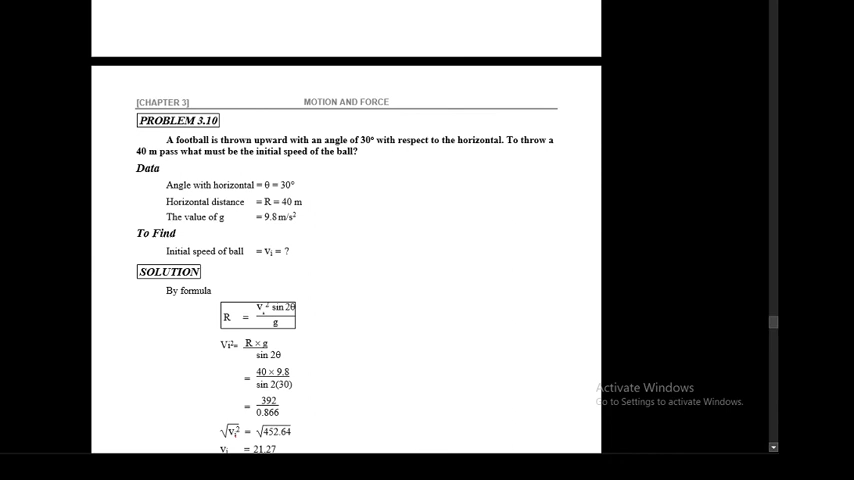 [CHAPTER 3] MOTION AND FORCE
PROBLEM 3.10
A football is thrown upward with an angle of 30° with respect to the horizontal. To throw a
40 m pass what must be the initial speed of the ball?
Data
Angle with horizontal = θ = 30°
Horizontal distance = R = 40 m
The value of g = 9.8 m/s²
To Find
Initial speed of ball = vᵢ = ?
SOLUTION
By formula
R = vᵢ² sin 2θ / g
Vi²= R × g / sin 2θ
= 40 × 9.8 / sin 2(30)
= 392 / 0.866
√vᵢ² = √452.64
vᵢ = 21.27
Activate Windows
Go to Settings to activate Windows.